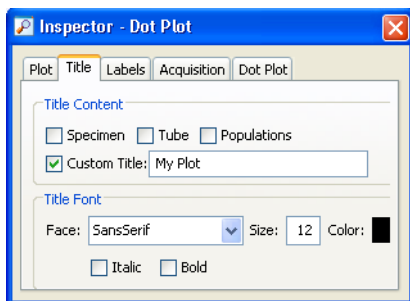 Inspector - Dot Plot
Plot Title Labels Acquisition Dot Plot
Title Content
Specimen Tube Populations
Custom Title: My Plot
Title Font
Face: SansSerif Size: 12 Color:
Italic Bold